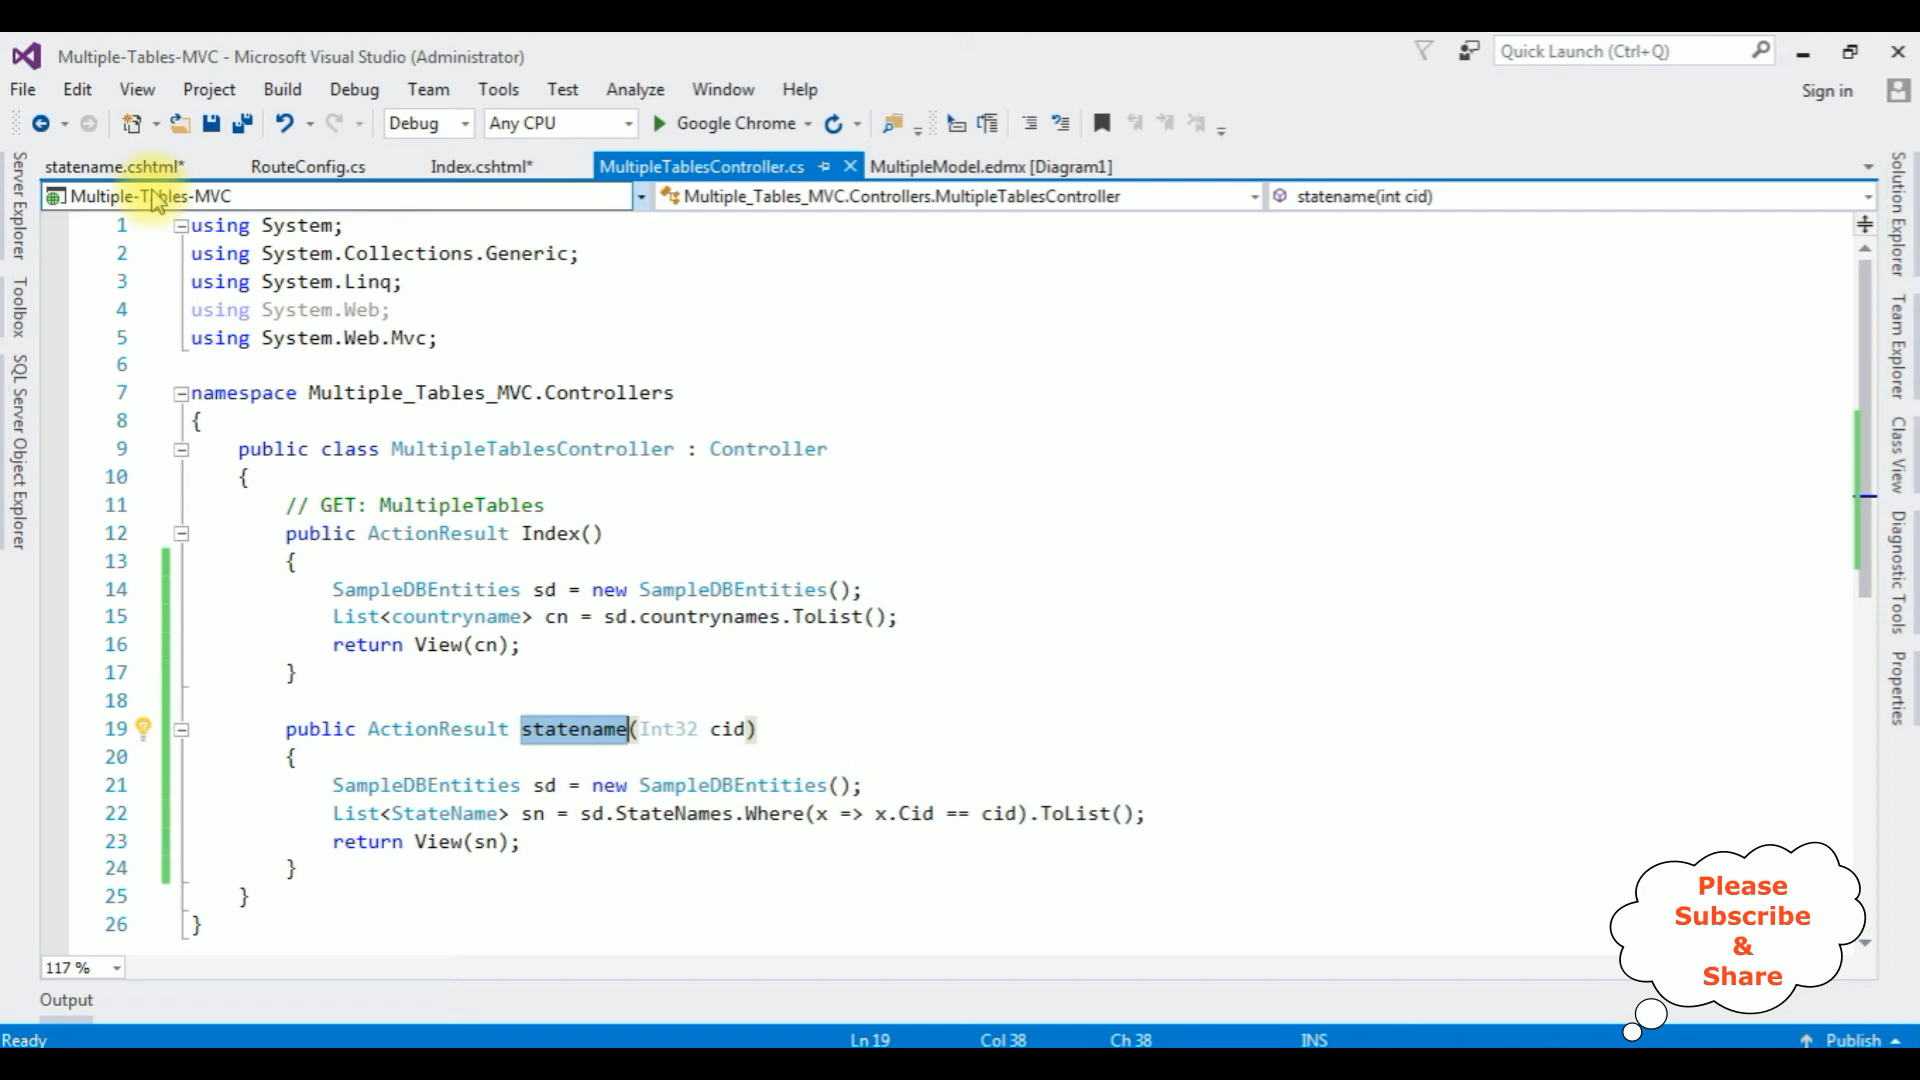 Multiple-Tables-MVC - Microsoft Visual Studio (Administrator)
Quick Launch (Ctrl+Q)
File Edit View Project Build Debug Team Tools Test Analyze Window Help
Sign in
Debug Any CPU Google Chrome
statename.cshtml* RouteConfig.cs Index.cshtml* MultipleTablesController.cs MultipleModel.edmx [Diagram1]
Multiple-Tables-MVC Multiple_Tables_MVC.Controllers.MultipleTablesController statename(int cid)
Server Explorer
Toolbox
SQL Server Object Explorer
1 using System;
2 using System.Collections.Generic;
3 using System.Linq;
4 using System.Web;
5 using System.Web.Mvc;
6
7 namespace Multiple_Tables_MVC.Controllers
8 {
9 public class MultipleTablesController : Controller
10 {
11 // GET: MultipleTables
12 public ActionResult Index()
13 {
14 SampleDBEntities sd = new SampleDBEntities();
15 List<countryname> cn = sd.countrynames.ToList();
16 return View(cn);
17 }
18
19 public ActionResult statename(Int32 cid)
20 {
21 SampleDBEntities sd = new SampleDBEntities();
22 List<StateName> sn = sd.StateNames.Where(x => x.Cid == cid).ToList();
23 return View(sn);
24 }
25 }
26 }
Solution Explorer
Team Explorer
Class View
Diagnostic Tools
Properties
Please
Subscribe
&
Share
117 %
Output
Ready Ln 19 Col 38 Ch 38 INS Publish